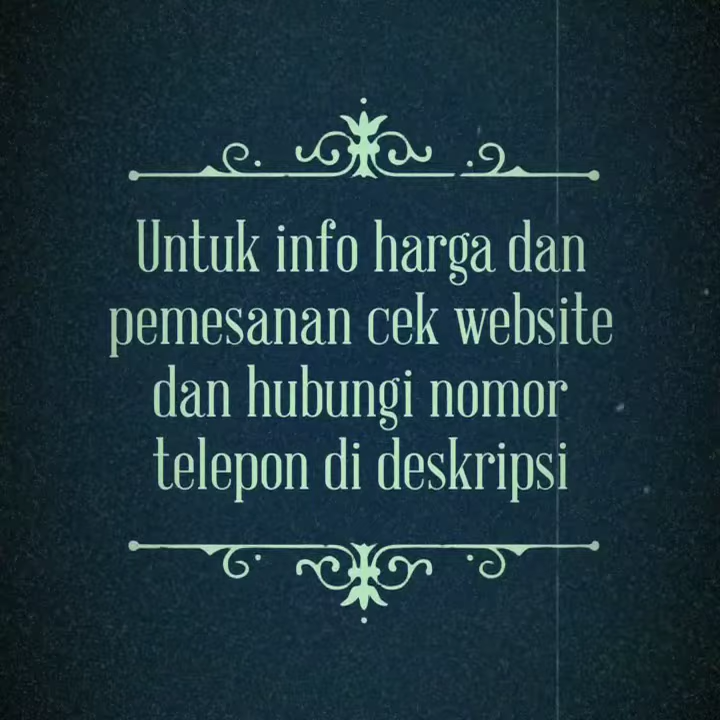 Untuk info harga dan
pemesanan cek website
dan hubungi nomor
telepon di deskripsi